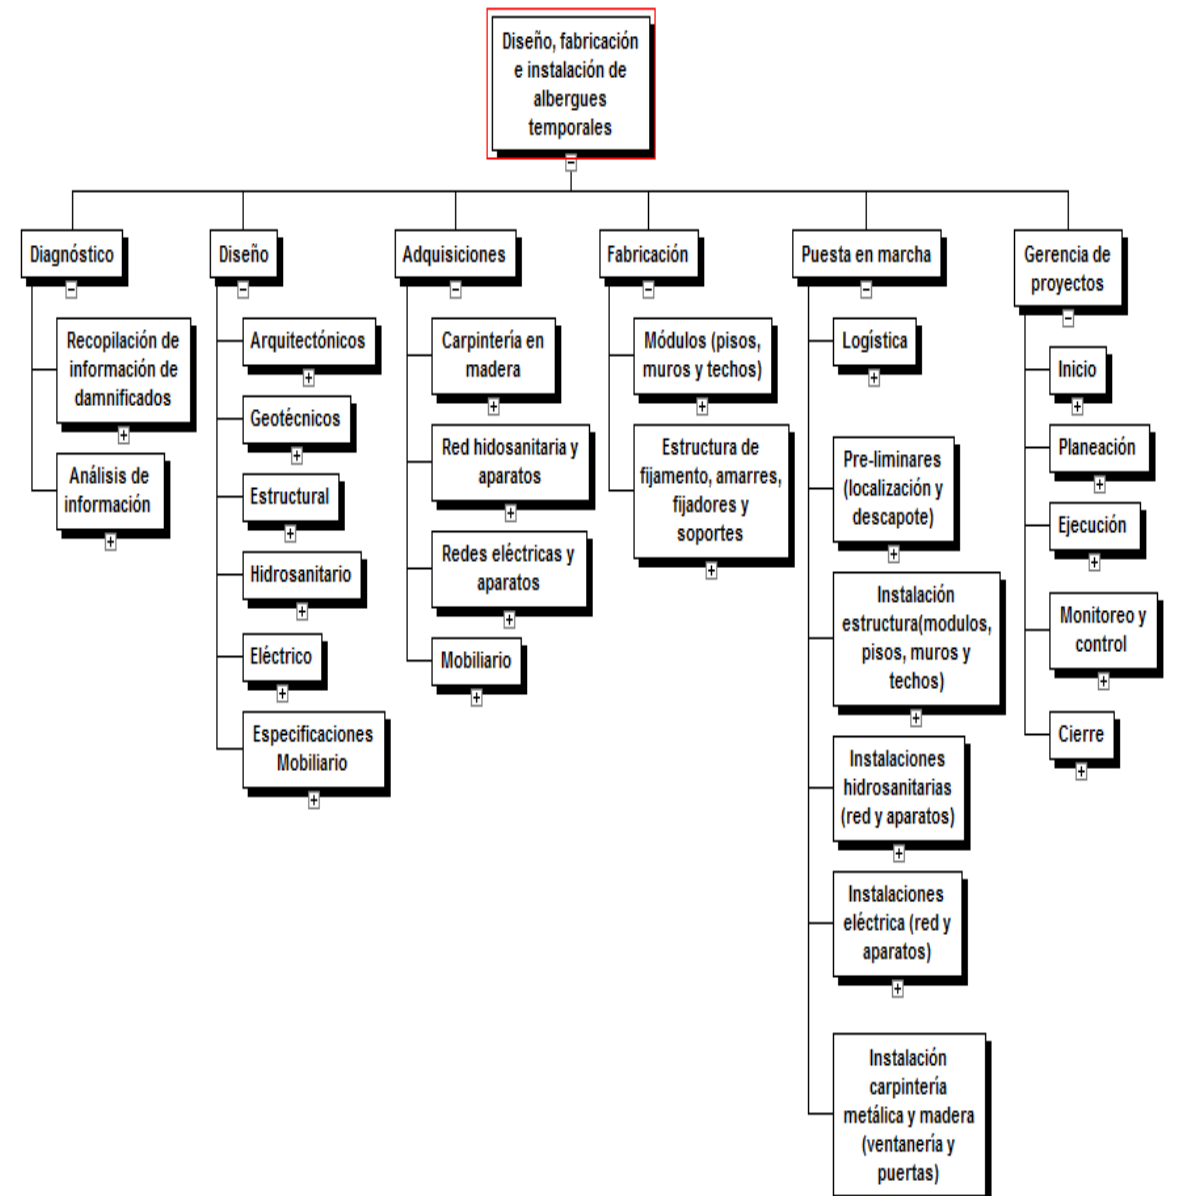 Diseño, fabricación
e instalación de
albergues
temporales
Diagnóstico
Recopilación de
información de
damnificados
Análisis de
información
Diseño
Arquitectónicos
Geotécnicos
Estructural
Hidrosanitario
Eléctrico
Especificaciones
Mobiliario
Adquisiciones
Carpintería en
madera
Red hidosanitaria y
aparatos
Redes eléctricas y
aparatos
Mobiliario
Fabricación
Módulos (pisos,
muros y techos)
Estructura de
fijamento, amarres,
fijadores y
soportes
Puesta en marcha
Logística
Pre-liminares
(localización y
descapote)
Instalación
estructura(modulos,
pisos, muros y
techos)
Instalaciones
hidrosanitarias
(red y aparatos)
Instalaciones
eléctrica (red y
aparatos)
Instalación
carpintería
metálica y madera
(ventanería y
puertas)
Gerencia de
proyectos
Inicio
Planeación
Ejecución
Monitoreo y
control
Cierre